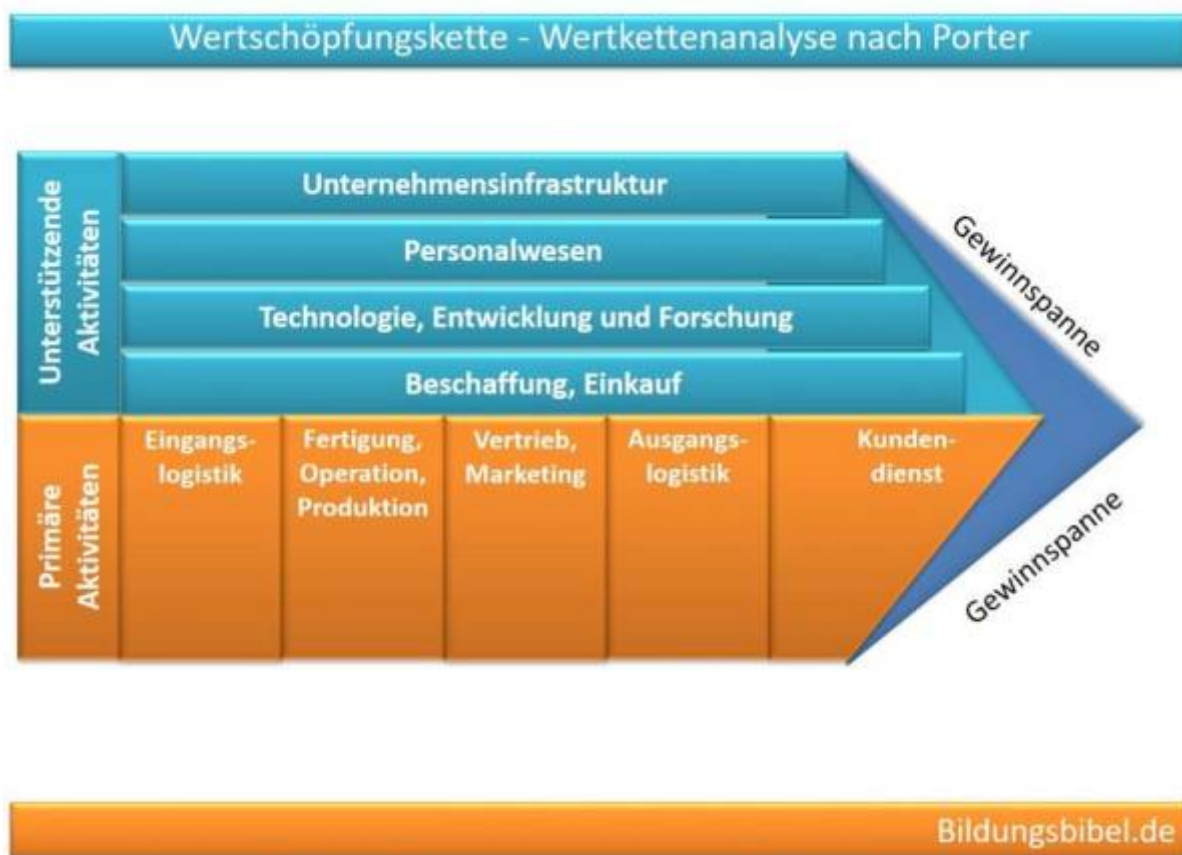 Wertschöpfungskette - Wertkettenanalyse nach Porter
Unterstützende
Aktivitäten
Unternehmensinfrastruktur
Personalwesen
Technologie, Entwicklung und Forschung
Beschaffung, Einkauf
Gewinnspanne
Primäre
Aktivitäten
Eingangs-
logistik
Fertigung,
Operation,
Produktion
Vertrieb,
Marketing
Ausgangs-
logistik
Kunden-
dienst
Gewinnspanne
Bildungsbibel.de